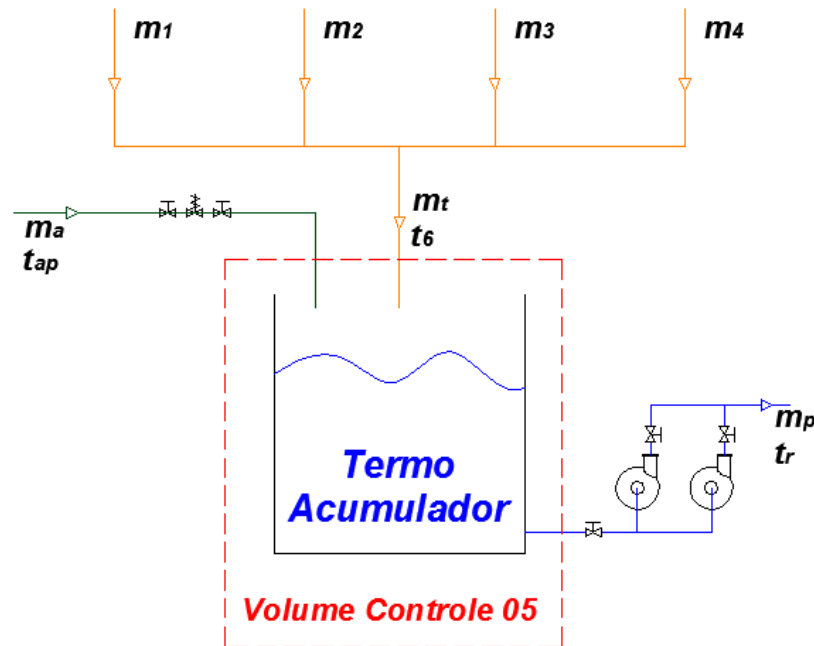 m1
m2
m3
m4
ma
tap
mt
t6
mp
tr
Termo
Acumulador
Volume Controle 05